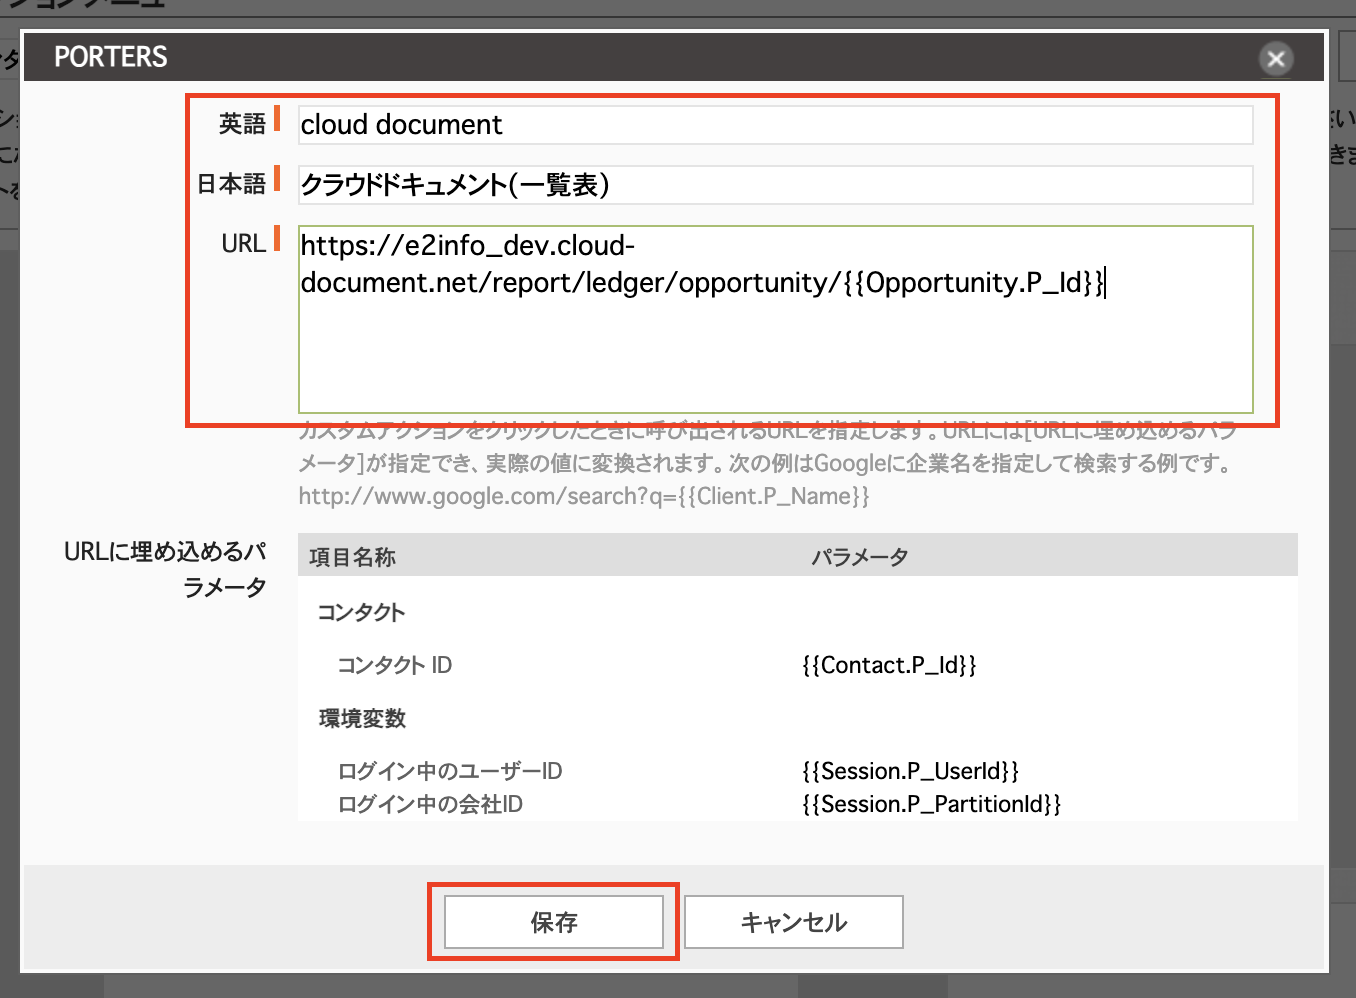 ションメニュー
PORTERS
英語
cloud document
日本語
クラウドドキュメント(一覧表)
URL
https://e2info_dev.cloud-
document.net/report/ledger/opportunity/{{Opportunity.P_Id}}
カスタムアクションをクリックしたときに呼び出されるURLを指定します。URLには[URLに埋め込めるパラ
メータ]が指定でき、実際の値に変換されます。次の例はGoogleに企業名を指定して検索する例です。
http://www.google.com/search?q={{Client.P_Name}}
URLに埋め込めるパ
ラメータ
項目名称 パラメータ
コンタクト
コンタクト ID {{Contact.P_Id}}
環境変数
ログイン中のユーザーID {{Session.P_UserId}}
ログイン中の会社ID {{Session.P_PartitionId}}
保存 キャンセル